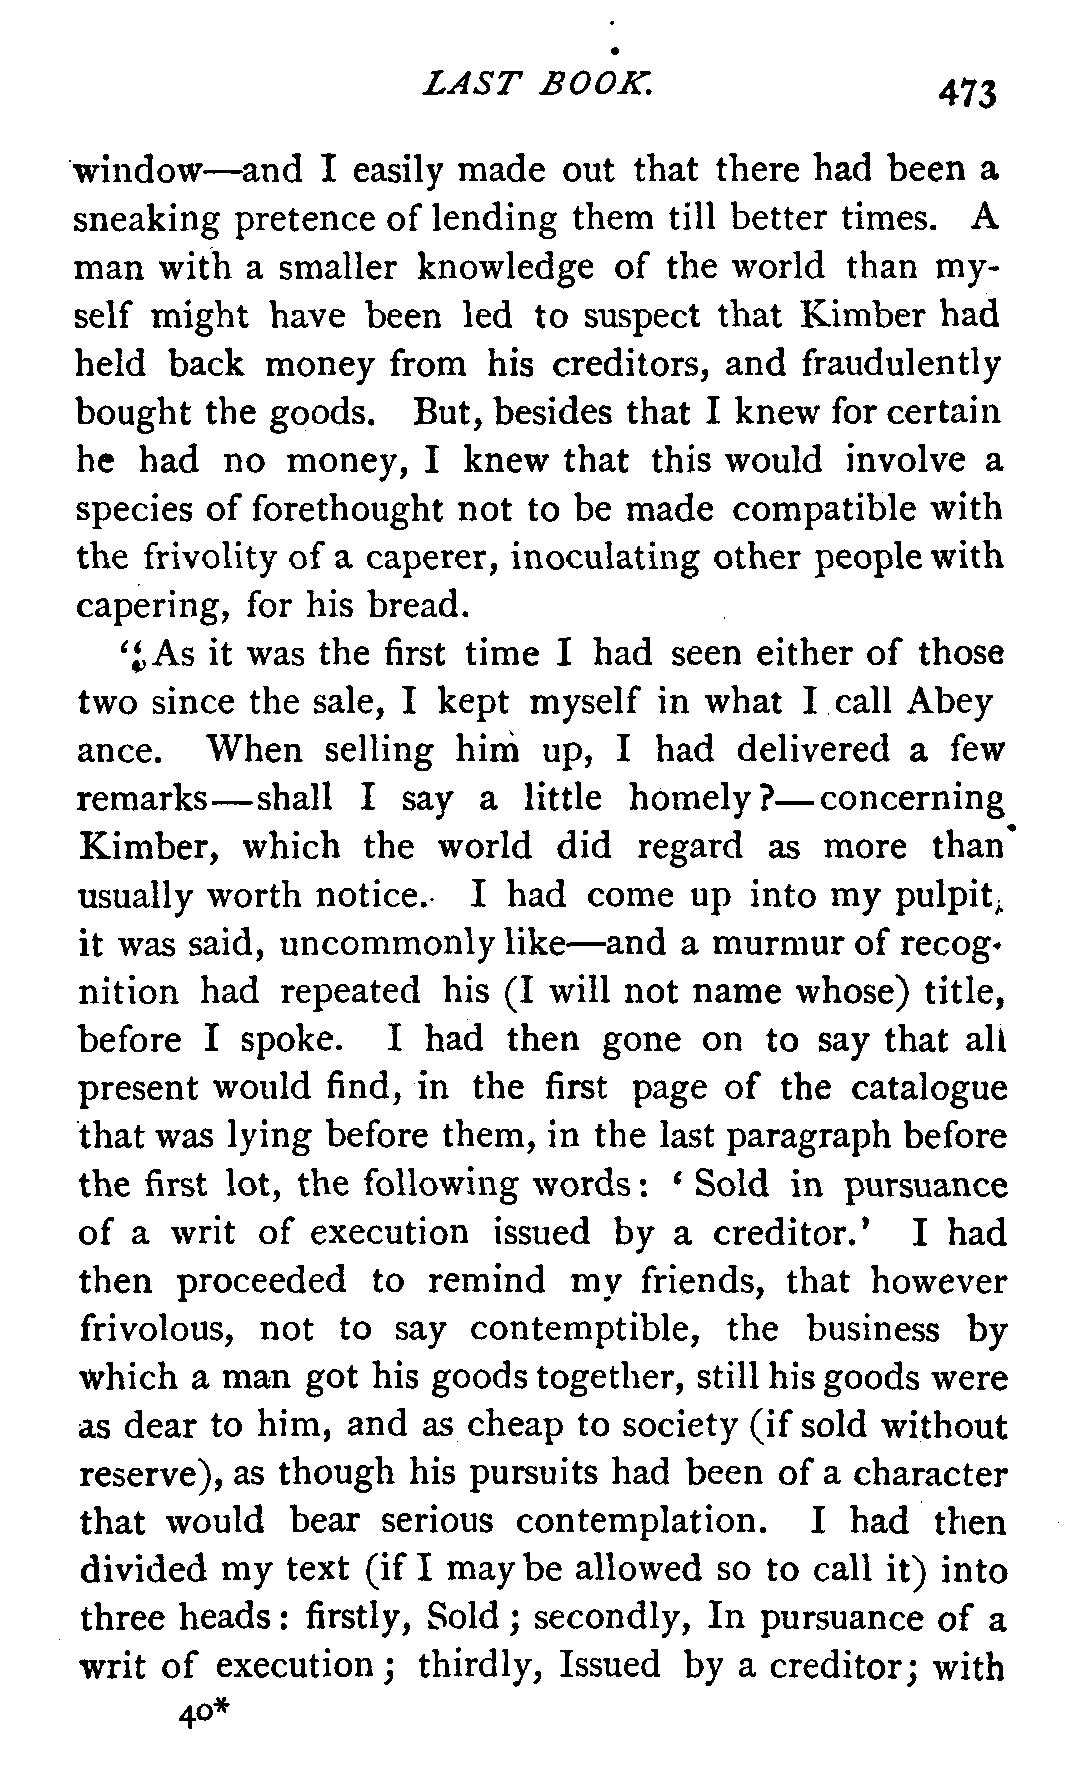 LAST BOOK.
473
window—and I easily made out that there had been a
sneaking pretence of lending them till better times. A
man with a smaller knowledge of the world than my-
self might have been led to suspect that Kimber had
held back money from his creditors, and fraudulently
bought the goods. But, besides that I knew for certain
he had no money, I knew that this would involve a
species of forethought not to be made compatible with
the frivolity of a caperer, inoculating other people with
capering, for his bread.
“As it was the first time I had seen either of those
two since the sale, I kept myself in what I call Abey
ance. When selling him up, I had delivered a few
remarks—shall I say a little homely?—concerning
Kimber, which the world did regard as more than
usually worth notice. I had come up into my pulpit,
it was said, uncommonly like—and a murmur of recog-
nition had repeated his (I will not name whose) title,
before I spoke. I had then gone on to say that all
present would find, in the first page of the catalogue
that was lying before them, in the last paragraph before
the first lot, the following words: ‘Sold in pursuance
of a writ of execution issued by a creditor.’ I had
then proceeded to remind my friends, that however
frivolous, not to say contemptible, the business by
which a man got his goods together, still his goods were
as dear to him, and as cheap to society (if sold without
reserve), as though his pursuits had been of a character
that would bear serious contemplation. I had then
divided my text (if I may be allowed so to call it) into
three heads: firstly, Sold; secondly, In pursuance of a
writ of execution; thirdly, Issued by a creditor; with
40*